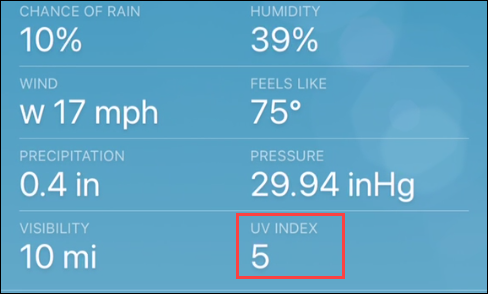 CHANCE OF RAIN HUMIDITY
10% 39%
WIND FEELS LIKE
w 17 mph 75°
PRECIPITATION PRESSURE
0.4 in 29.94 inHg
VISIBILITY UV INDEX
10 mi 5